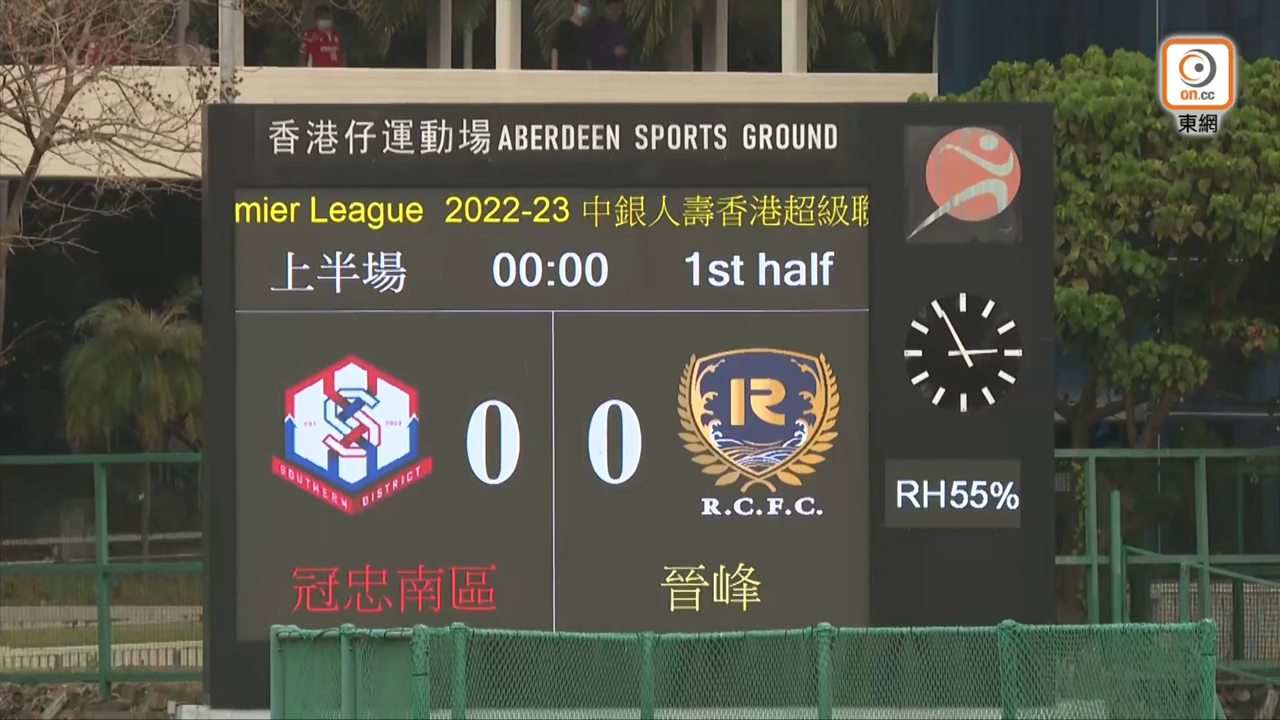 on.cc
東網
香港仔運動場 ABERDEEN SPORTS GROUND
mier League 2022-23 中銀人壽香港超級聯
上半場 00:00 1st half
SOUTHERN DISTRICT
0 0
R
R.C.F.C.
RH55%
冠忠南區 晉峰